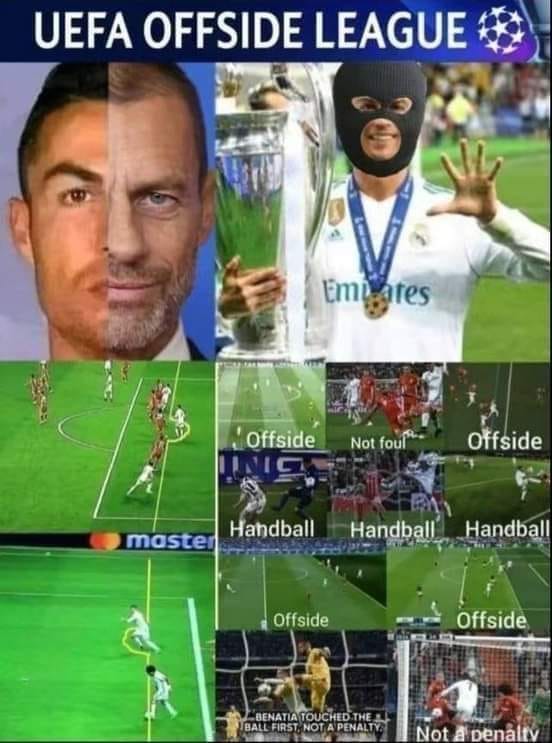 UEFA OFFSIDE LEAGUE
Emirates
Offside
Not foul
Offside
Handball
Handball
Handball
master
Offside
Offside
BENATIA TOUCHED THE
BALL FIRST, NOT A PENALTY.
Not a penalty